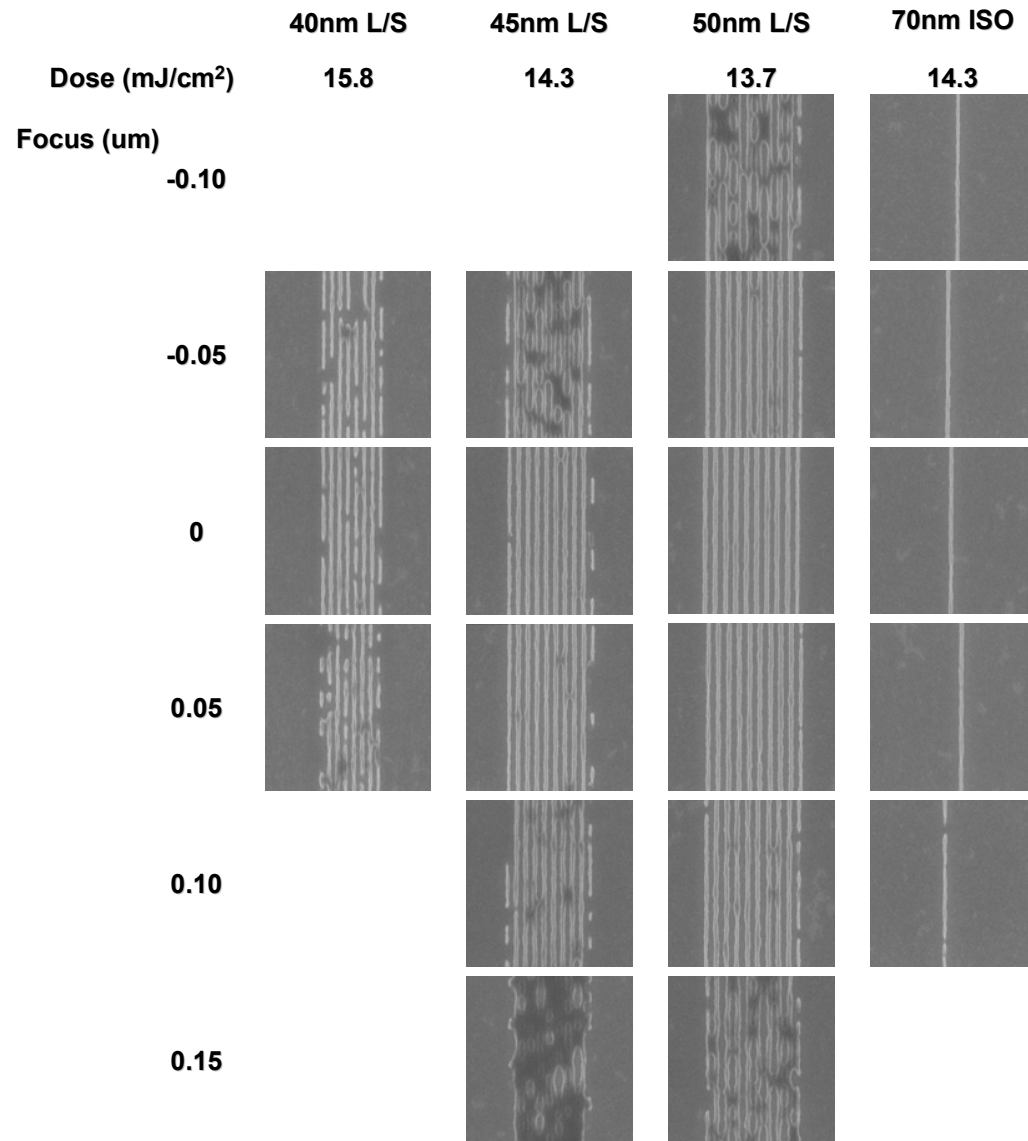 40nm L/S 45nm L/S 50nm L/S 70nm ISO
Dose (mJ/cm²) 15.8 14.3 13.7 14.3
Focus (um)
-0.10
-0.05
0
0.05
0.10
0.15